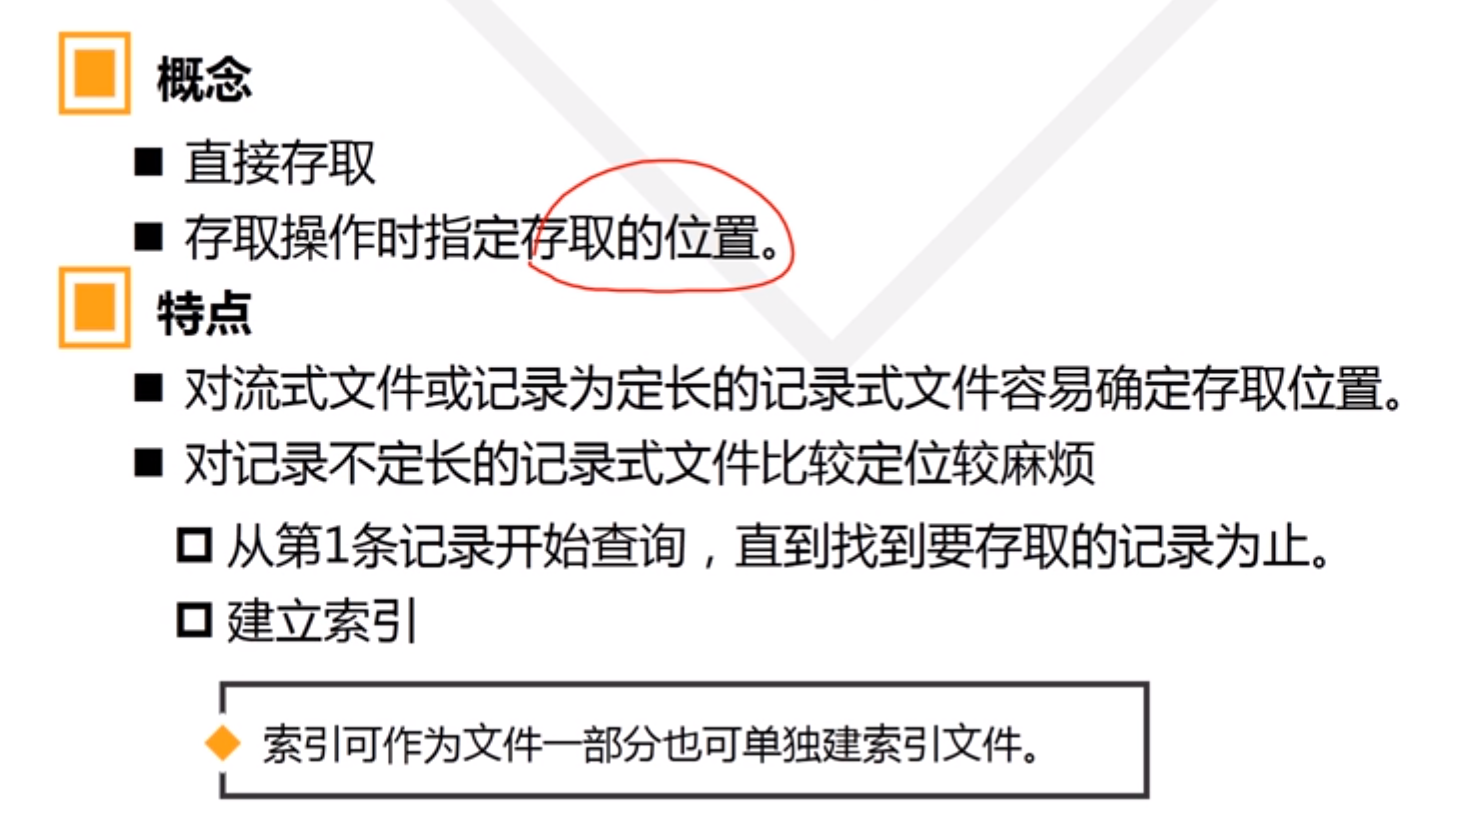 概念
直接存取
存取操作时指定存取的位置。
特点
对流式文件或记录为定长的记录式文件容易确定存取位置。
对记录不定长的记录式文件比较定位较麻烦
从第1条记录开始查询，直到找到要存取的记录为止。
建立索引
索引可作为文件一部分也可单独建索引文件。